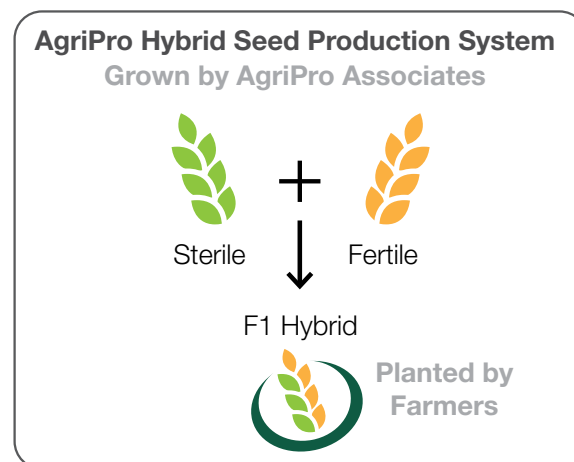 AgriPro Hybrid Seed Production System
Grown by AgriPro Associates
+
Sterile
Fertile
F1 Hybrid
Planted by
Farmers